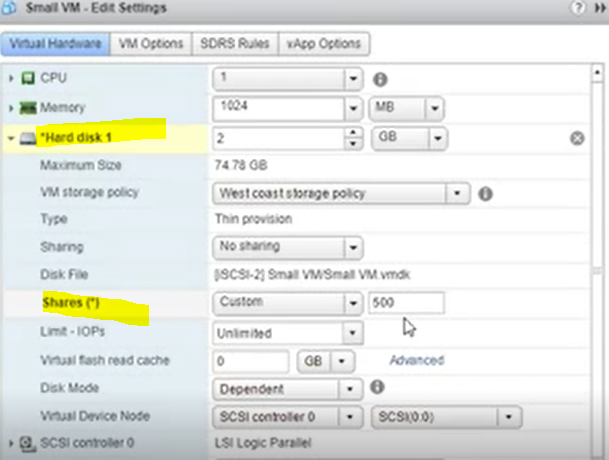 Small VM - Edit Settings ?
Virtual Hardware VM Options SDRS Rules vApp Options
CPU 1
Memory 1024 MB
*Hard disk 1 2 GB
Maximum Size 74.78 GB
VM storage policy West coast storage policy
Type Thin provision
Sharing No sharing
Disk File [iSCSI-2] Small VM/Small VM.vmdk
Shares (*) Custom 500
Limit - IOPs Unlimited
Virtual flash read cache 0 GB Advanced
Disk Mode Dependent
Virtual Device Node SCSI controller 0 SCSI(0:0)
SCSI controller 0 LSI Logic Parallel